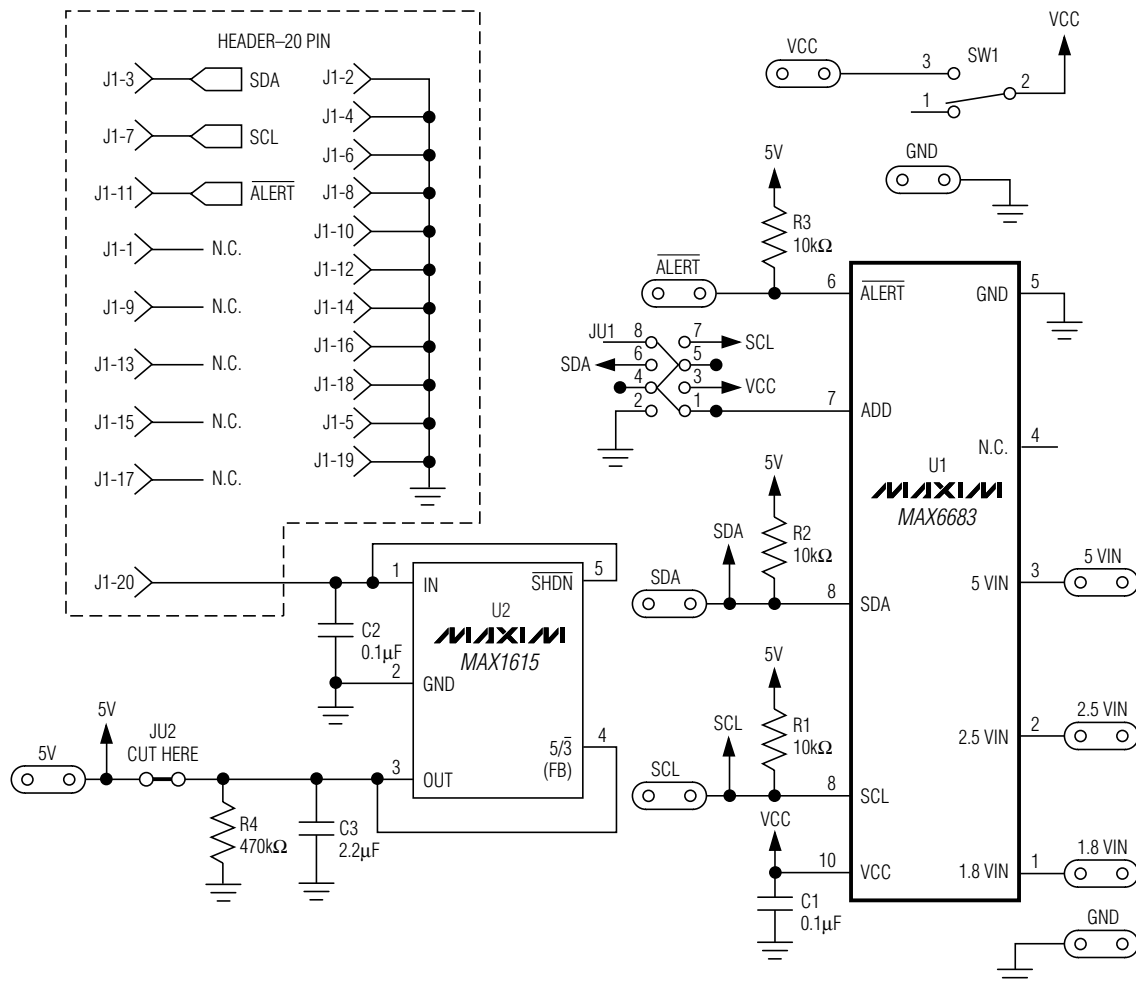 HEADER–20 PIN
J1-3
SDA
J1-7
SCL
J1-11
ALERT
J1-1
N.C.
J1-9
N.C.
J1-13
N.C.
J1-15
N.C.
J1-17
N.C.
J1-2
J1-4
J1-6
J1-8
J1-10
J1-12
J1-14
J1-16
J1-18
J1-5
J1-19
J1-20
1
IN
SHDN
5
U2
MAXIM
MAX1615
C2
0.1µF
2
GND
5/3
(FB)
4
3
OUT
5V
5V
JU2
CUT HERE
R4
470kΩ
C3
2.2µF
VCC
3
SW1
1
2
VCC
GND
5V
R3
10kΩ
ALERT
6
ALERT
GND
5
JU1
8
7
SCL
SDA
6
5
4
3
VCC
2
1
7
ADD
N.C.
4
U1
MAXIM
MAX6683
5V
R2
10kΩ
SDA
SDA
8
SDA
5 VIN
3
5 VIN
5V
R1
10kΩ
SCL
SCL
8
SCL
2.5 VIN
2
2.5 VIN
VCC
10
VCC
C1
0.1µF
1.8 VIN
1
1.8 VIN
GND